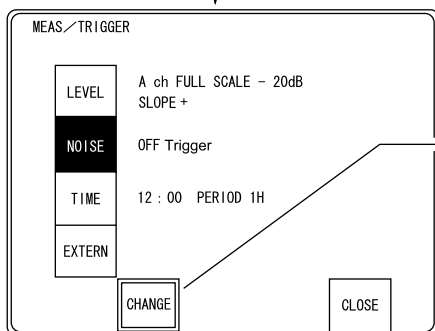 MEAS／TRIGGER
LEVEL A ch FULL SCALE − 20dB
SLOPE +
NOISE OFF Trigger
TIME 12 : 00 PERIOD 1H
EXTERN
CHANGE CLOSE